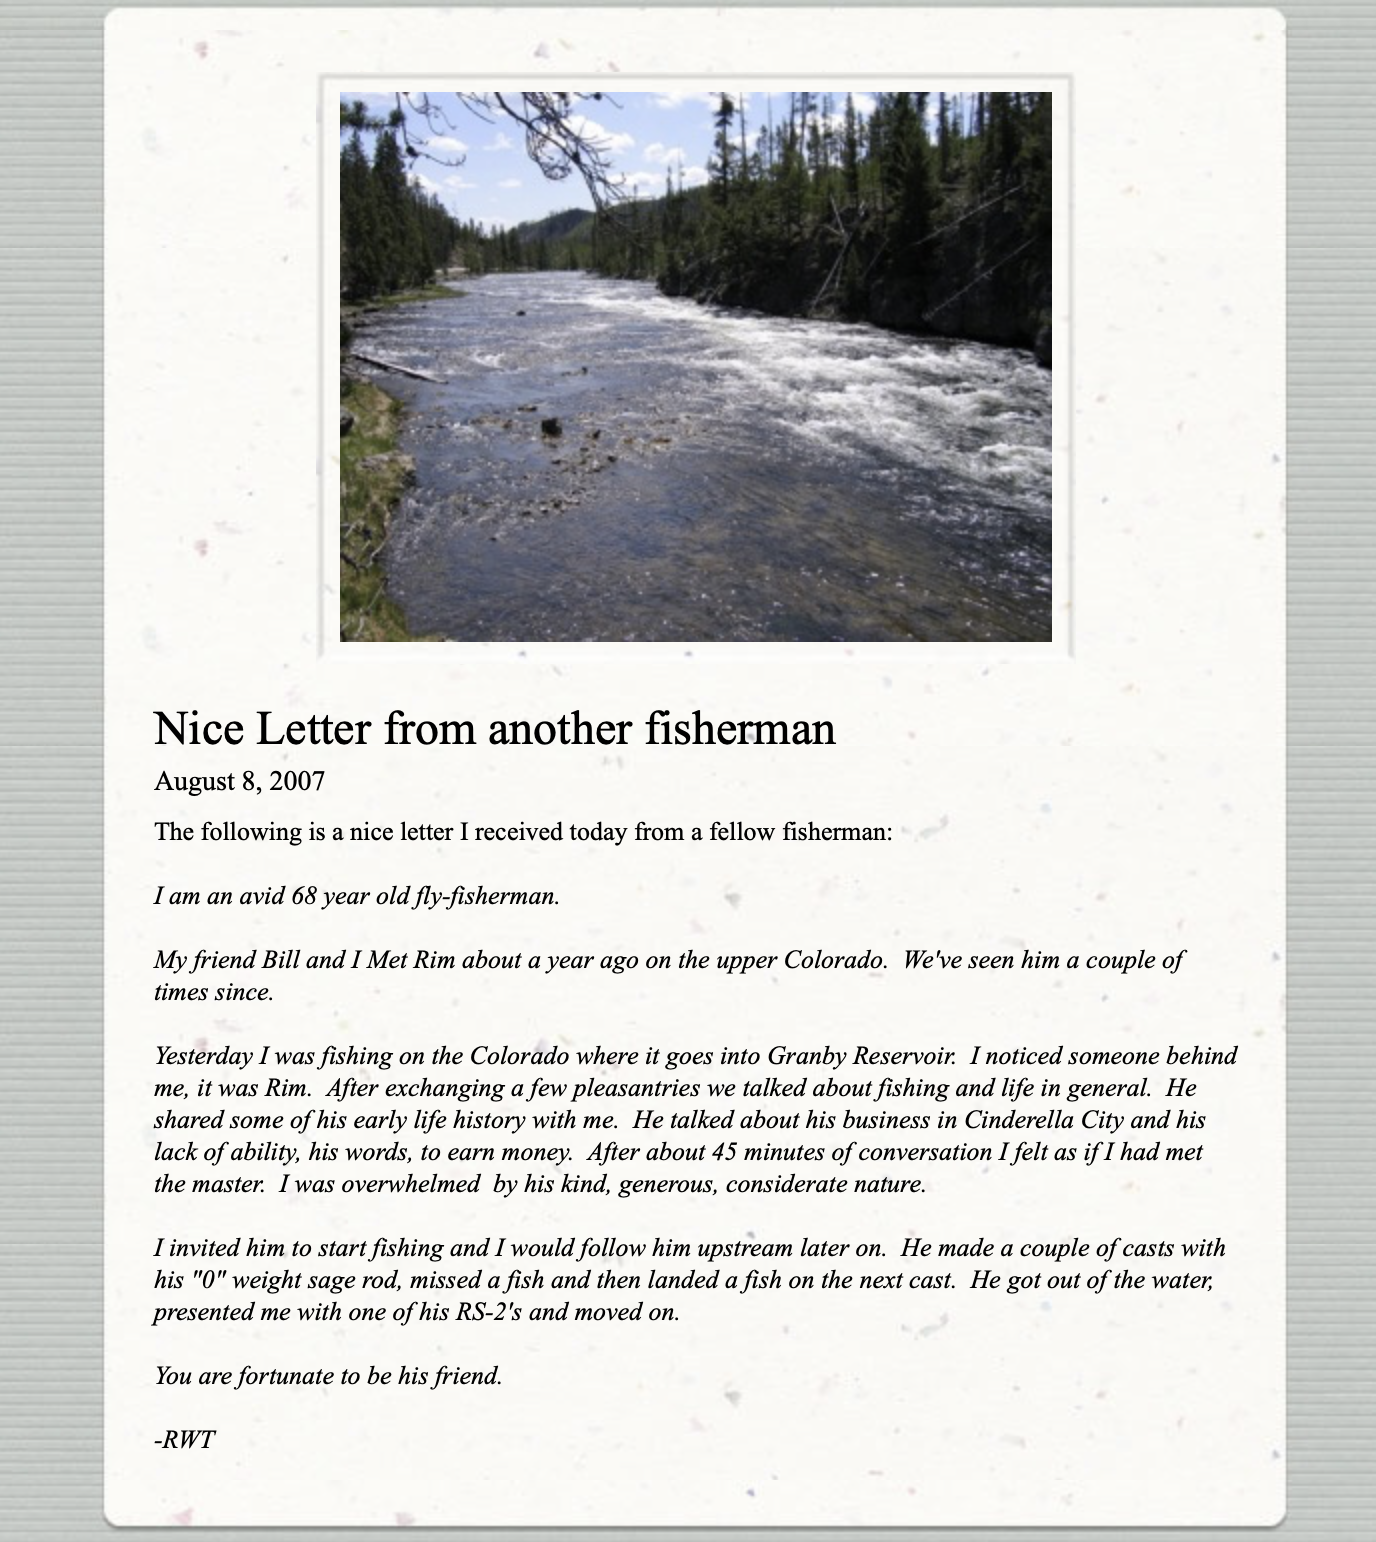 Nice Letter from another fisherman
August 8, 2007
The following is a nice letter I received today from a fellow fisherman:
I am an avid 68 year old fly-fisherman.
My friend Bill and I Met Rim about a year ago on the upper Colorado.  We've seen him a couple of
times since.
Yesterday I was fishing on the Colorado where it goes into Granby Reservoir.  I noticed someone behind
me, it was Rim.  After exchanging a few pleasantries we talked about fishing and life in general.  He
shared some of his early life history with me.  He talked about his business in Cinderella City and his
lack of ability, his words, to earn money.  After about 45 minutes of conversation I felt as if I had met
the master.  I was overwhelmed  by his kind, generous, considerate nature.
I invited him to start fishing and I would follow him upstream later on.  He made a couple of casts with
his "0" weight sage rod, missed a fish and then landed a fish on the next cast.  He got out of the water,
presented me with one of his RS-2's and moved on.
You are fortunate to be his friend.
-RWT